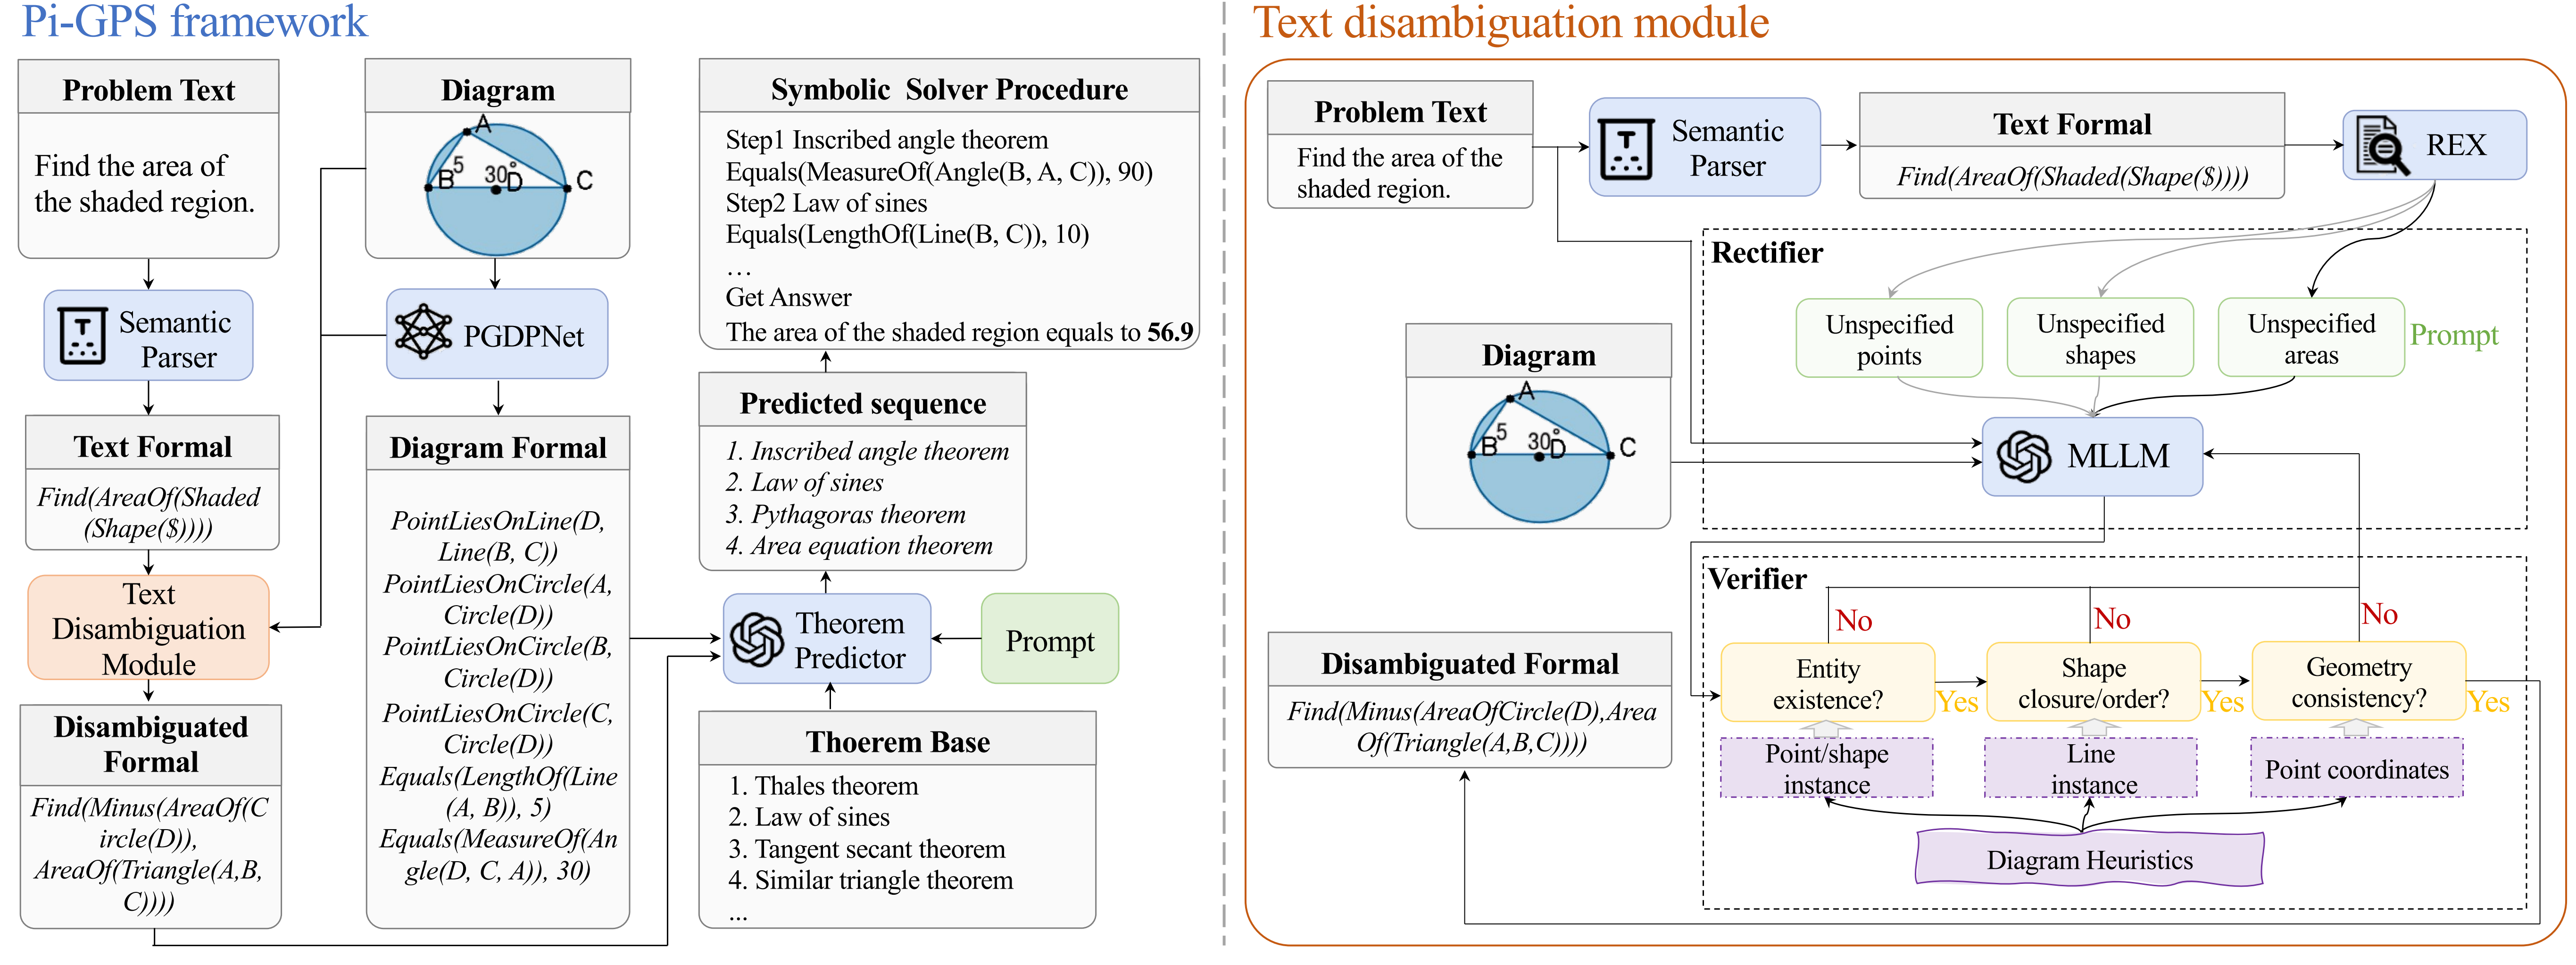 Pi-GPS framework
Problem Text
Find the area of
the shaded region.
Semantic
Parser
Text Formal
Find(AreaOf(Shaded
(Shape($))))
Text
Disambiguation
Module
Disambiguated
Formal
Find(Minus(AreaOf(C
ircle(D)),
AreaOf(Triangle(A,B,
C))))
Diagram
A
B
5
30°
D
C
PGDPNet
Diagram Formal
PointLiesOnLine(D,
Line(B, C))
PointLiesOnCircle(A,
Circle(D))
PointLiesOnCircle(B,
Circle(D))
PointLiesOnCircle(C,
Circle(D))
Equals(LengthOf(Line
(A, B)), 5)
Equals(MeasureOf(An
gle(D, C, A)), 30)
Symbolic Solver Procedure
Step1 Inscribed angle theorem
Equals(MeasureOf(Angle(B, A, C)), 90)
Step2 Law of sines
Equals(LengthOf(Line(B, C)), 10)
…
Get Answer
The area of the shaded region equals to 56.9
Predicted sequence
1. Inscribed angle theorem
2. Law of sines
3. Pythagoras theorem
4. Area equation theorem
T
Theorem
Predictor
Prompt
Thoerem Base
1. Thales theorem
2. Law of sines
3. Tangent secant theorem
4. Similar triangle theorem
...
Text disambiguation module
Problem Text
Find the area of the
shaded region.
T
Semantic
Parser
Text Formal
Find(AreaOf(Shaded(Shape($))))
REX
Rectifier
Unspecified
points
Unspecified
shapes
Unspecified
areas
Prompt
Diagram
A
B
5
30°
D
C
MLLM
Verifier
No
No
No
Entity
existence?
Yes
Shape
closure/order?
Yes
Geometry
consistency?
Yes
Point/shape
instance
Line
instance
Point coordinates
Diagram Heuristics
Disambiguated Formal
Find(Minus(AreaOfCircle(D),Area
Of(Triangle(A,B,C))))